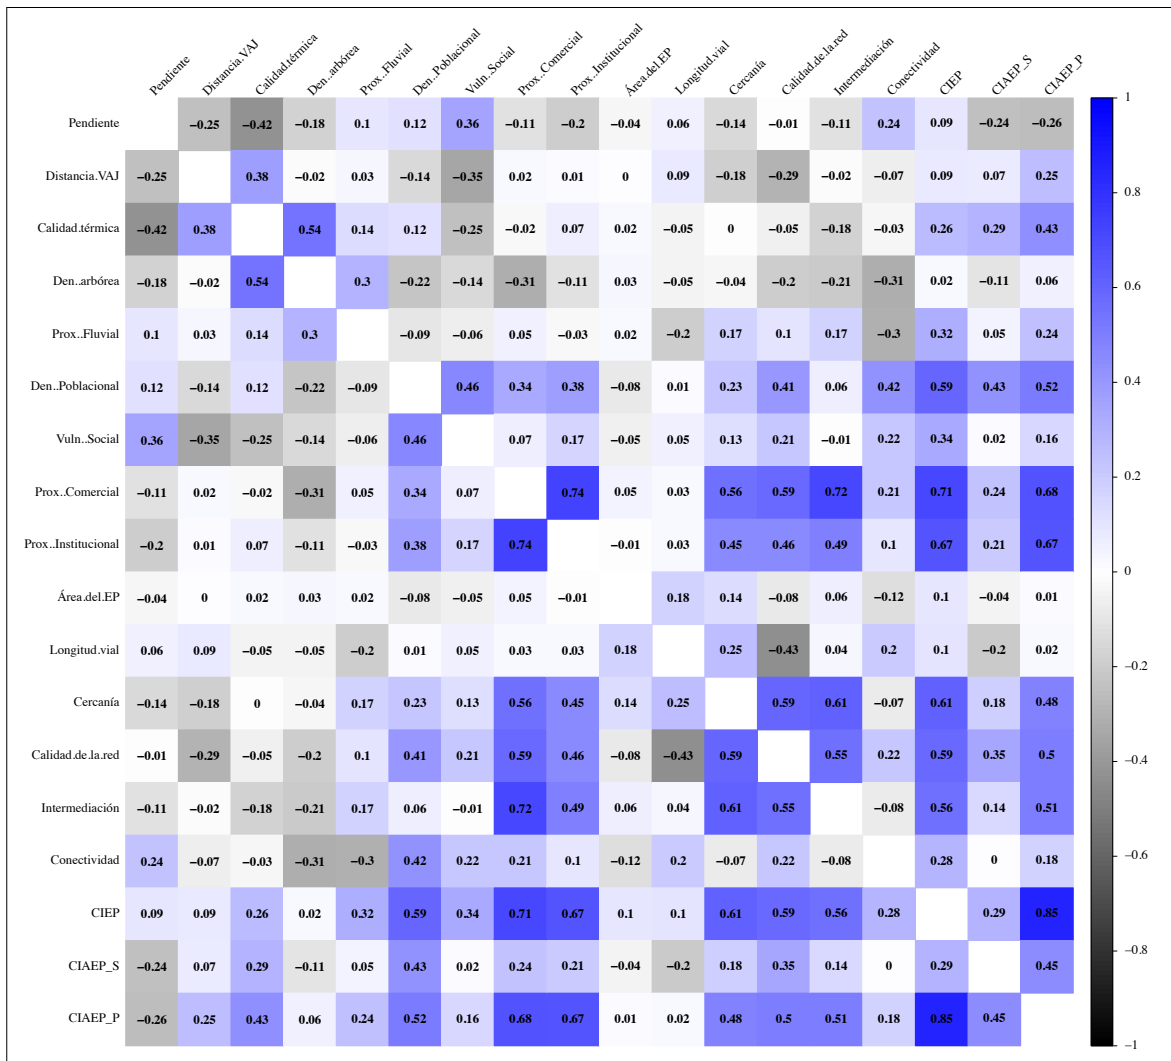 Pendiente Distancia.VAJ Calidad.térmica Den..arbórea Prox..Fluvial Den..Poblacional Vuln..Social Prox..Comercial Prox..Institucional Área.del.EP Longitud.vial Cercanía Calidad.de.la.red Intermediación Conectividad CIEP CIAEP_S CIAEP_P
Pendiente −0.25 −0.42 −0.18 0.1 0.12 0.36 −0.11 −0.2 −0.04 0.06 −0.14 −0.01 −0.11 0.24 0.09 −0.24 −0.26
Distancia.VAJ −0.25 0.38 −0.02 0.03 −0.14 −0.35 0.02 0.01 0 0.09 −0.18 −0.29 −0.02 −0.07 0.09 0.07 0.25
Calidad.térmica −0.42 0.38 0.54 0.14 0.12 −0.25 −0.02 0.07 0.02 −0.05 0 −0.05 −0.18 −0.03 0.26 0.29 0.43
Den..arbórea −0.18 −0.02 0.54 0.3 −0.22 −0.14 −0.31 −0.11 0.03 −0.05 −0.04 −0.2 −0.21 −0.31 0.02 −0.11 0.06
Prox..Fluvial 0.1 0.03 0.14 0.3 −0.09 −0.06 0.05 −0.03 0.02 −0.2 0.17 0.1 0.17 −0.3 0.32 0.05 0.24
Den..Poblacional 0.12 −0.14 0.12 −0.22 −0.09 0.46 0.34 0.38 −0.08 0.01 0.23 0.41 0.06 0.42 0.59 0.43 0.52
Vuln..Social 0.36 −0.35 −0.25 −0.14 −0.06 0.46 0.07 0.17 −0.05 0.05 0.13 0.21 −0.01 0.22 0.34 0.02 0.16
Prox..Comercial −0.11 0.02 −0.02 −0.31 0.05 0.34 0.07 0.74 0.05 0.03 0.56 0.59 0.72 0.21 0.71 0.24 0.68
Prox..Institucional −0.2 0.01 0.07 −0.11 −0.03 0.38 0.17 0.74 −0.01 0.03 0.45 0.46 0.49 0.1 0.67 0.21 0.67
Área.del.EP −0.04 0 0.02 0.03 0.02 −0.08 −0.05 0.05 −0.01 0.18 0.14 −0.08 0.06 −0.12 0.1 −0.04 0.01
Longitud.vial 0.06 0.09 −0.05 −0.05 −0.2 0.01 0.05 0.03 0.03 0.18 0.25 −0.43 0.04 0.2 0.1 −0.2 0.02
Cercanía −0.14 −0.18 0 −0.04 0.17 0.23 0.13 0.56 0.45 0.14 0.25 0.59 0.61 −0.07 0.61 0.18 0.48
Calidad.de.la.red −0.01 −0.29 −0.05 −0.2 0.1 0.41 0.21 0.59 0.46 −0.08 −0.43 0.59 0.55 0.22 0.59 0.35 0.5
Intermediación −0.11 −0.02 −0.18 −0.21 0.17 0.06 −0.01 0.72 0.49 0.06 0.04 0.61 0.55 −0.08 0.56 0.14 0.51
Conectividad 0.24 −0.07 −0.03 −0.31 −0.3 0.42 0.22 0.21 0.1 −0.12 0.2 −0.07 0.22 −0.08 0.28 0 0.18
CIEP 0.09 0.09 0.26 0.02 0.32 0.59 0.34 0.71 0.67 0.1 0.1 0.61 0.59 0.56 0.28 0.29 0.85
CIAEP_S −0.24 0.07 0.29 −0.11 0.05 0.43 0.02 0.24 0.21 −0.04 −0.2 0.18 0.35 0.14 0 0.29 0.45
CIAEP_P −0.26 0.25 0.43 0.06 0.24 0.52 0.16 0.68 0.67 0.01 0.02 0.48 0.5 0.51 0.18 0.85 0.45
1
0.8
0.6
0.4
0.2
0
−0.2
−0.4
−0.6
−0.8
−1